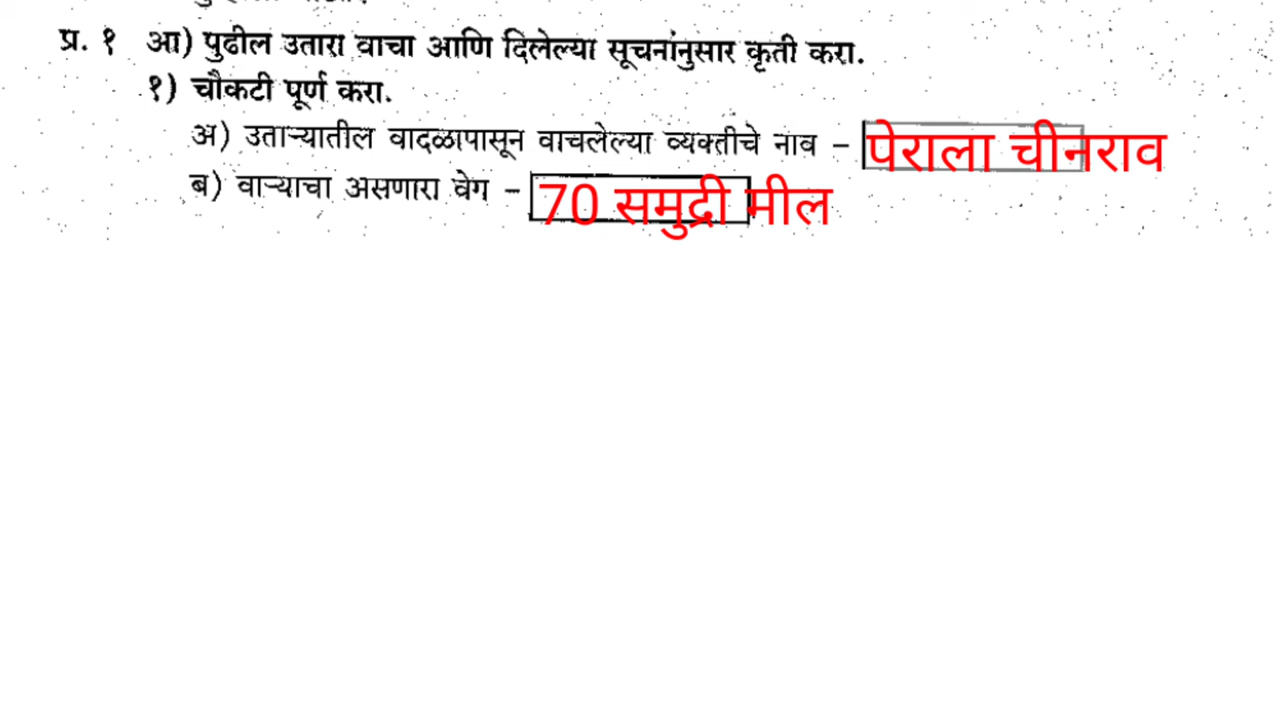 प्र. १ आ) पुढील उतारा वाचा आणि दिलेल्या सूचनांनुसार कृती करा.
१) चौकटी पूर्ण करा.
अ) उताऱ्यातील वादळापासून वाचलेल्या व्यक्तीचे नाव - पेराला चीनराव
ब) वाऱ्याचा असणारा वेग - 70 समुद्री मील